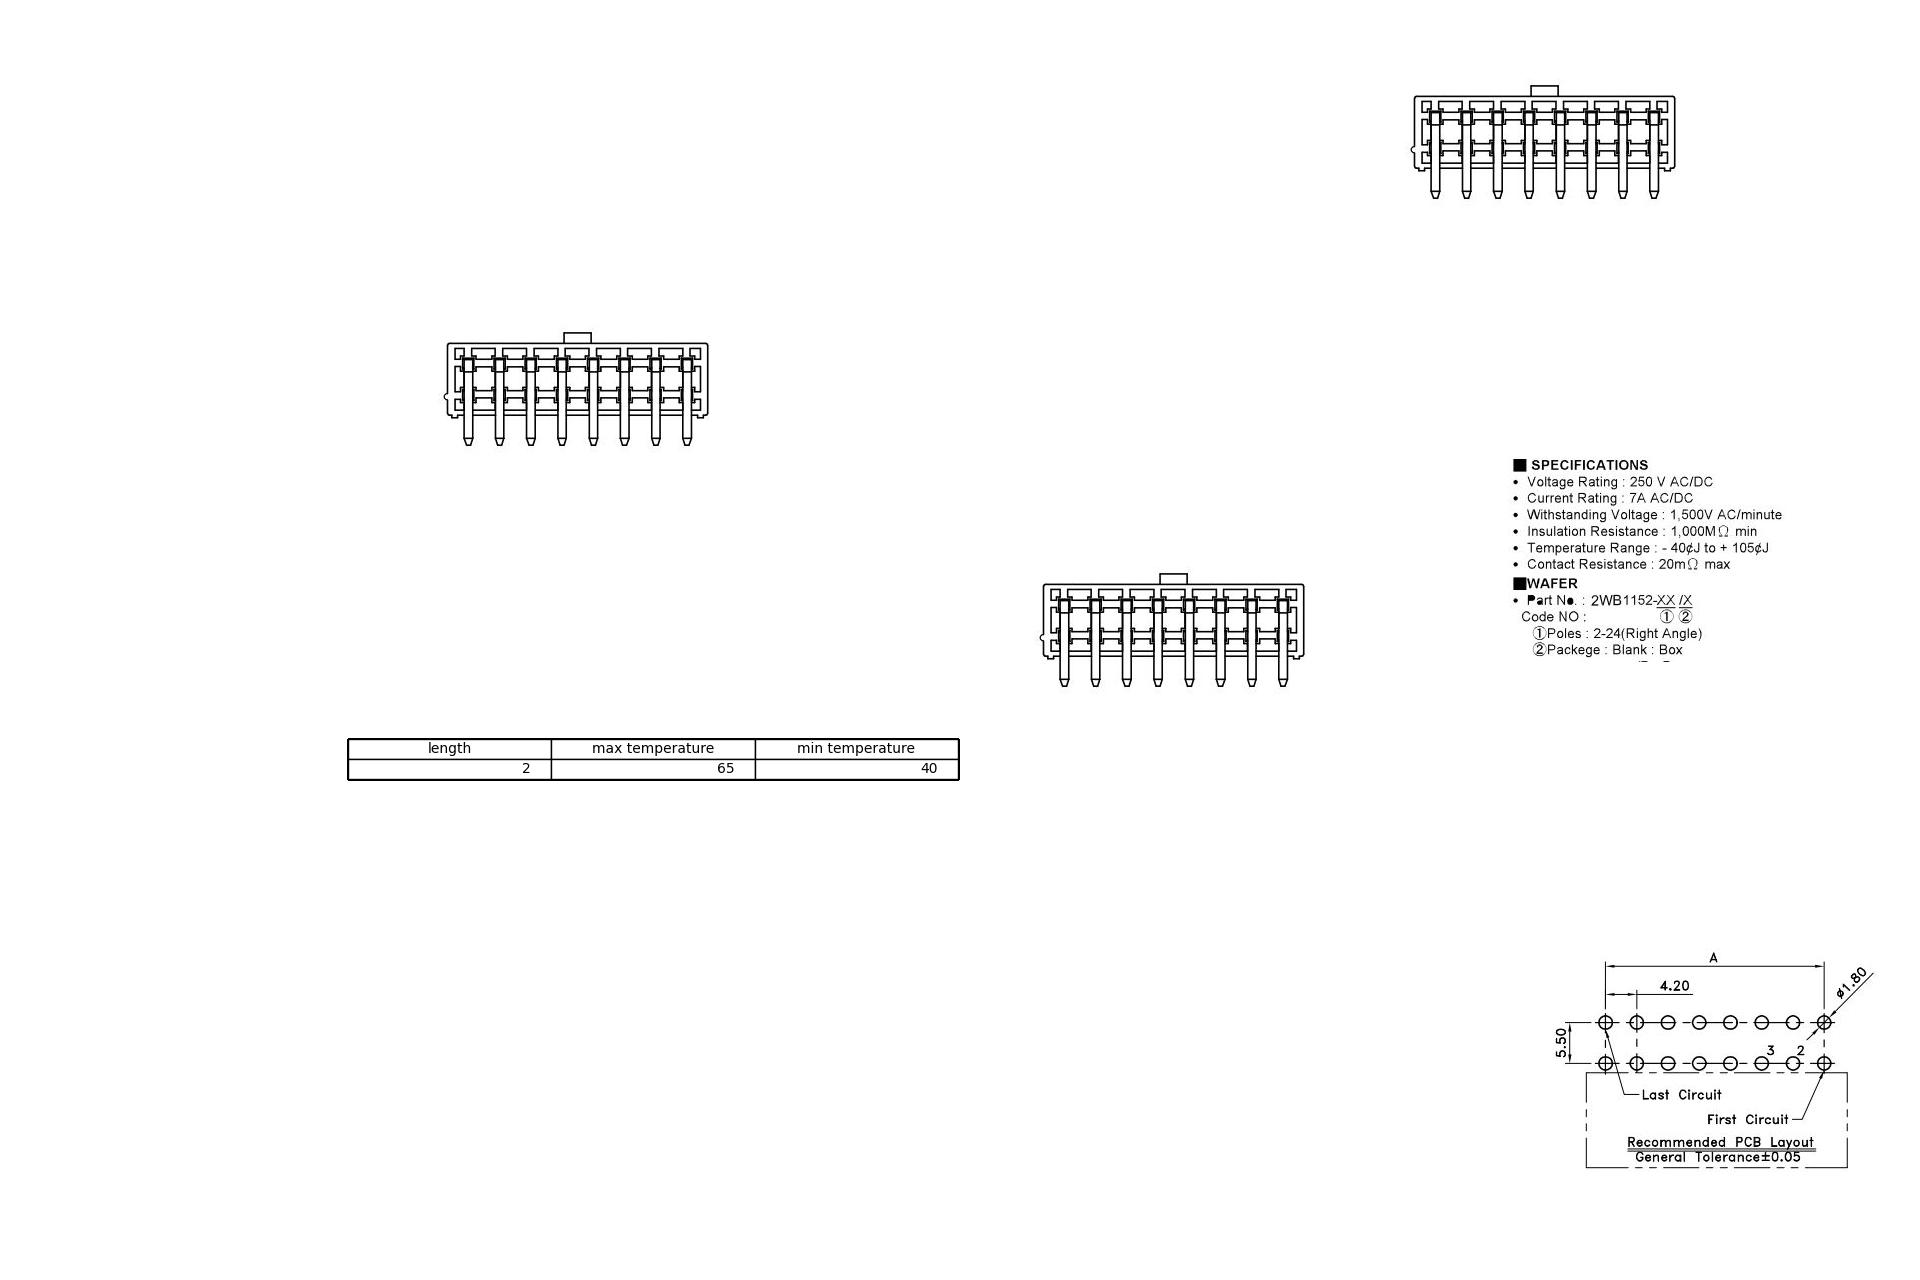 ■ SPECIFICATIONS
• Voltage Rating : 250 V AC/DC
• Current Rating : 7A AC/DC
• Withstanding Voltage : 1,500V AC/minute
• Insulation Resistance : 1,000MΩ min
• Temperature Range : - 40¢J to + 105¢J
• Contact Resistance : 20mΩ max
■WAFER
• Part No. : 2WB1152-XX /X
Code NO : ① ②
①Poles : 2-24(Right Angle)
②Packege : Blank : Box
length max temperature min temperature
2 65 40
A
4.20
ø1.80
5.50
3 2
Last Circuit
First Circuit
Recommended PCB Layout
General Tolerance±0.05